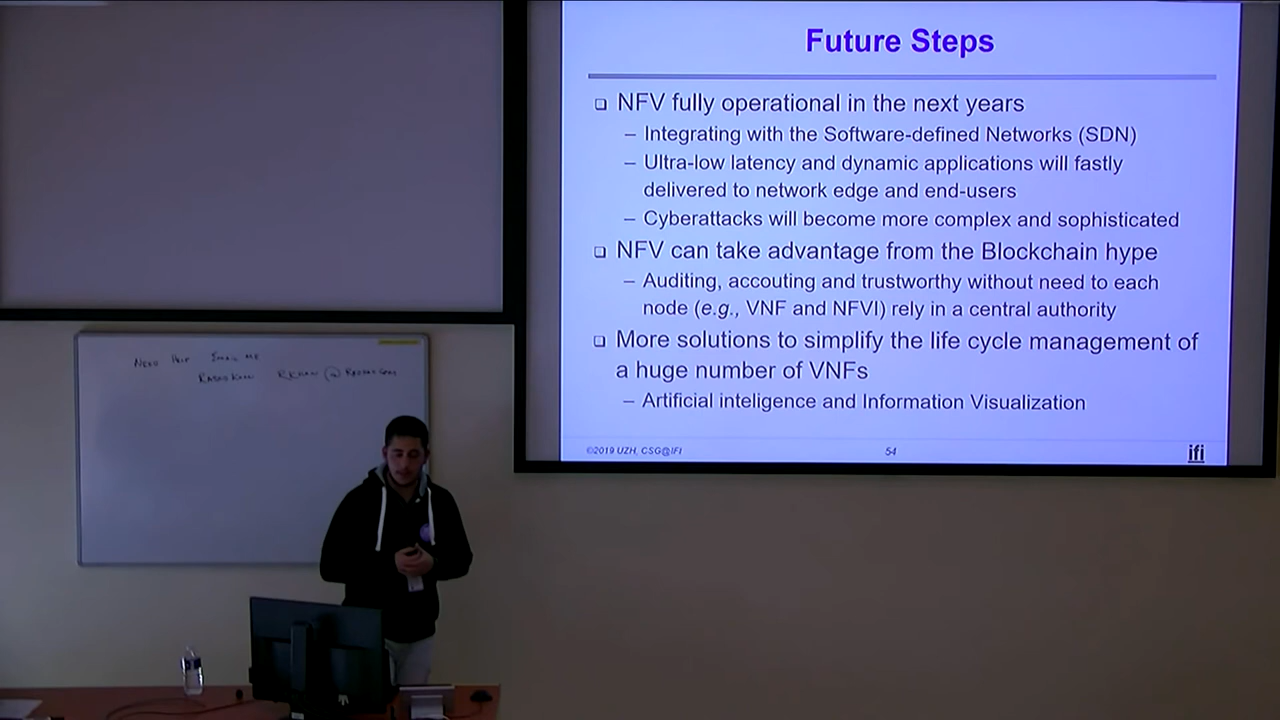 Future Steps
NFV fully operational in the next years
– Integrating with the Software-defined Networks (SDN)
– Ultra-low latency and dynamic applications will fastly
delivered to network edge and end-users
– Cyberattacks will become more complex and sophisticated
NFV can take advantage from the Blockchain hype
– Auditing, accouting and trustworthy without need to each
node (e.g., VNF and NFVI) rely in a central authority
More solutions to simplify the life cycle management of
a huge number of VNFs
– Artificial inteligence and Information Visualization
©2019 UZH, CSG@IFI
54
ifi
Need Help Email me